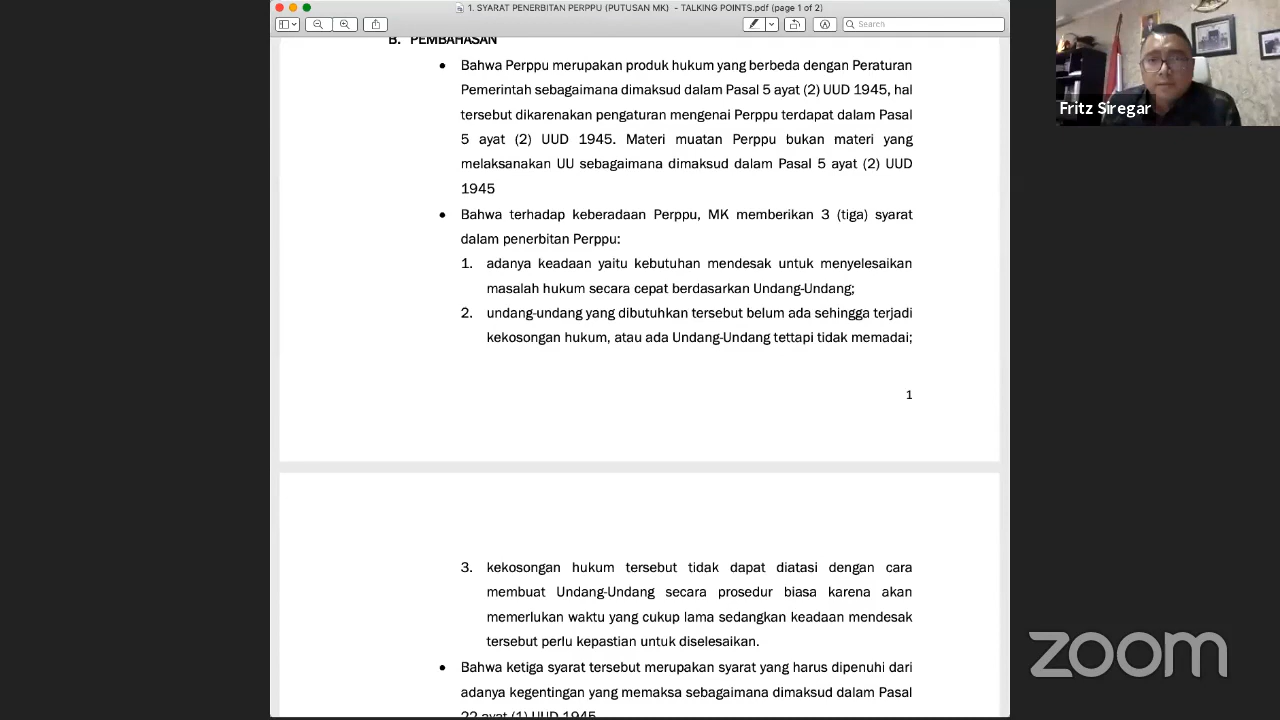 1. SYARAT PENERBITAN PERPPU (PUTUSAN MK) - TALKING POINTS.pdf (page 1 of 2)
Search
B. PEMBAHASAN
• Bahwa Perppu merupakan produk hukum yang berbeda dengan Peraturan
Pemerintah sebagaimana dimaksud dalam Pasal 5 ayat (2) UUD 1945, hal
tersebut dikarenakan pengaturan mengenai Perppu terdapat dalam Pasal
5 ayat (2) UUD 1945. Materi muatan Perppu bukan materi yang
melaksanakan UU sebagaimana dimaksud dalam Pasal 5 ayat (2) UUD
1945
• Bahwa terhadap keberadaan Perppu, MK memberikan 3 (tiga) syarat
dalam penerbitan Perppu:
1. adanya keadaan yaitu kebutuhan mendesak untuk menyelesaikan
masalah hukum secara cepat berdasarkan Undang-Undang;
2. undang-undang yang dibutuhkan tersebut belum ada sehingga terjadi
kekosongan hukum, atau ada Undang-Undang tettapi tidak memadai;
1
3. kekosongan hukum tersebut tidak dapat diatasi dengan cara
membuat Undang-Undang secara prosedur biasa karena akan
memerlukan waktu yang cukup lama sedangkan keadaan mendesak
tersebut perlu kepastian untuk diselesaikan.
• Bahwa ketiga syarat tersebut merupakan syarat yang harus dipenuhi dari
adanya kegentingan yang memaksa sebagaimana dimaksud dalam Pasal
22 ayat (1) UUD 1945
Fritz Siregar
zoom